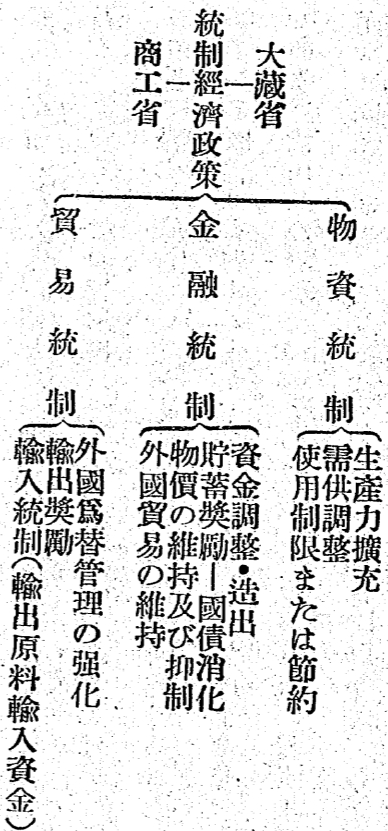 大藏省
統制經濟政策
商工省
物資統制
生產力擴充
需供調整
使用制限または節約
金融統制
資金調整・造出
貯蓄獎勵―國債消化
物價の維持及び抑制
外國貿易の維持
貿易統制
外國爲替管理の强化
輸出獎勵
輸入統制(輸出原料輸入資金)